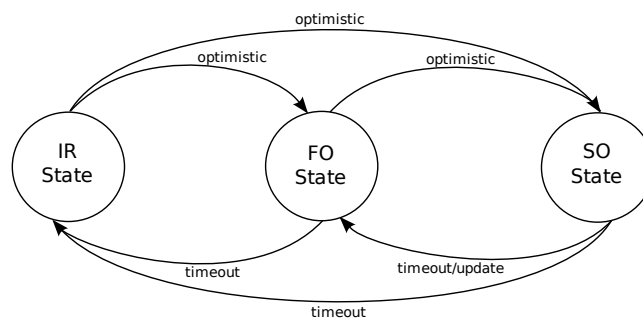 optimistic
optimistic
optimistic
IR
State
FO
State
SO
State
timeout
timeout/update
timeout